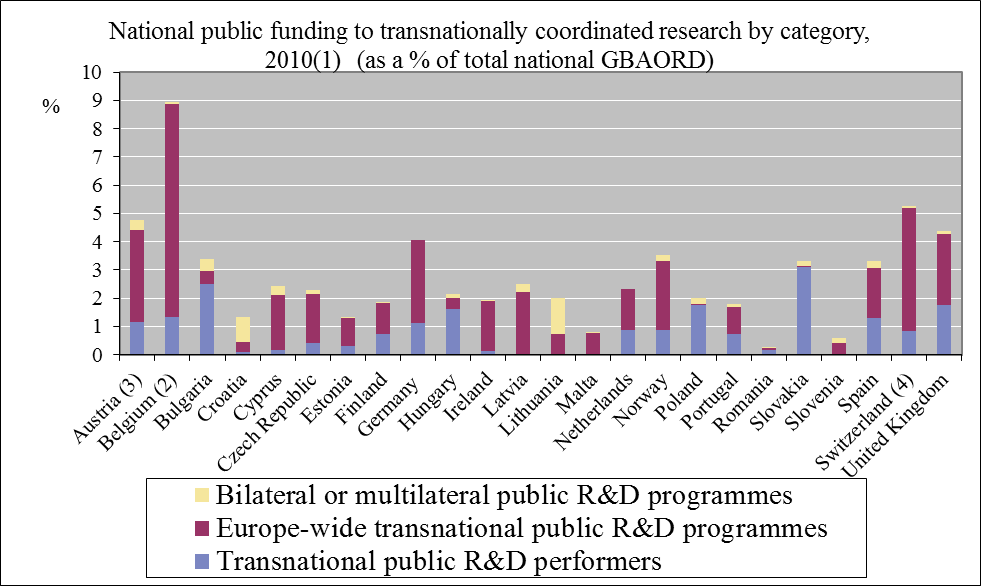 National public funding to transnationally coordinated research by category,
2010(1) (as a % of total national GBAORD)
%
10
9
8
7
6
5
4
3
2
1
0
Austria (3)
Belgium (2)
Bulgaria
Croatia
Cyprus
Czech Republic
Estonia
Finland
Germany
Hungary
Ireland
Latvia
Lithuania
Malta
Netherlands
Norway
Poland
Portugal
Romania
Slovakia
Slovenia
Spain
Switzerland (4)
United Kingdom
Bilateral or multilateral public R&D programmes
Europe-wide transnational public R&D programmes
Transnational public R&D performers